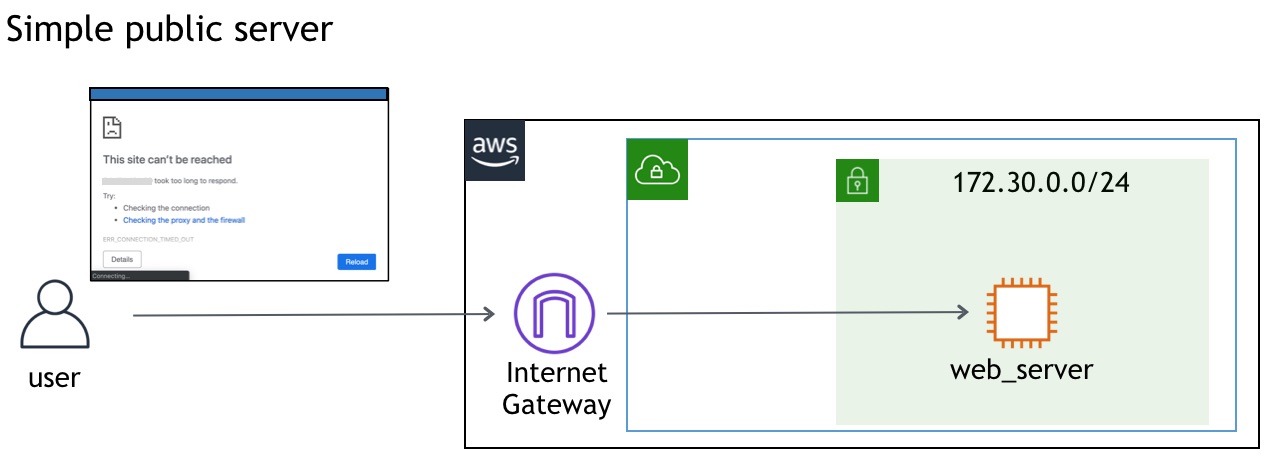 Simple public server
This site can't be reached
took too long to respond.
Try:
• Checking the connection
• Checking the proxy and the firewall
ERR_CONNECTION_TIMED_OUT
Details
Reload
Connecting...
aws
172.30.0.0/24
user
Internet
Gateway
web_server